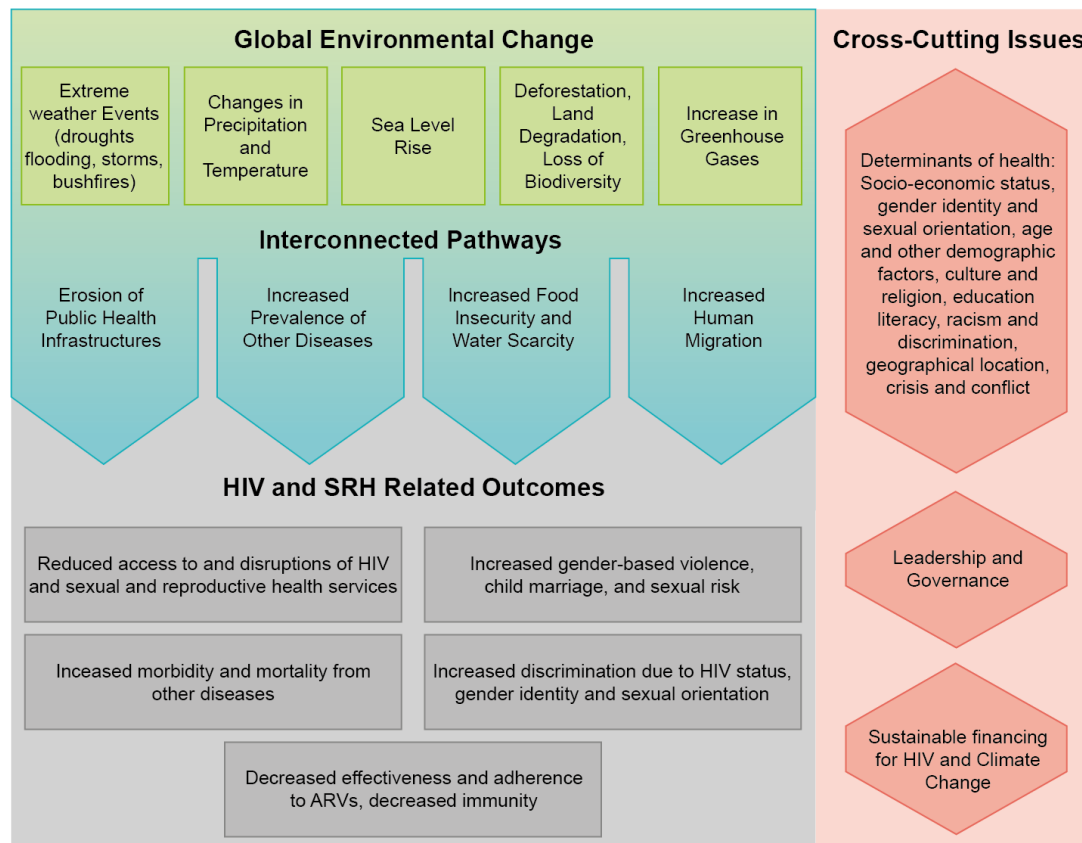 Global Environmental Change
Extreme
weather Events
(droughts
flooding, storms,
bushfires)
Changes in
Precipitation
and
Temperature
Sea Level
Rise
Deforestation,
Land
Degradation,
Loss of
Biodiversity
Increase in
Greenhouse
Gases
Interconnected Pathways
Erosion of
Public Health
Infrastructures
Increased
Prevalence of
Other Diseases
Increased Food
Insecurity and
Water Scarcity
Increased
Human
Migration
HIV and SRH Related Outcomes
Reduced access to and disruptions of HIV
and sexual and reproductive health services
Increased gender-based violence,
child marriage, and sexual risk
Inceased morbidity and mortality from
other diseases
Increased discrimination due to HIV status,
gender identity and sexual orientation
Decreased effectiveness and adherence
to ARVs, decreased immunity
Cross-Cutting Issues
Determinants of health:
Socio-economic status,
gender identity and
sexual orientation, age
and other demographic
factors, culture and
religion, education
literacy, racism and
discrimination,
geographical location,
crisis and conflict
Leadership and
Governance
Sustainable financing
for HIV and Climate
Change